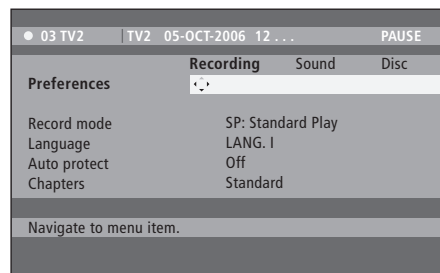 03 TV2 TV2 05-OCT-2006 12 . . . PAUSE
Recording Sound Disc
Preferences
Record mode SP: Standard Play
Language LANG. I
Auto protect Off
Chapters Standard
Navigate to menu item.